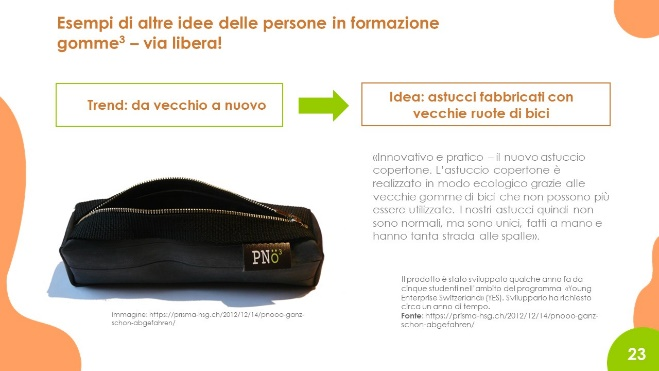 Esempi di altre idee delle persone in formazione
gomme³ – via libera!
Trend: da vecchio a nuovo
Idea: astucci fabbricati con
vecchie ruote di bici
«Innovativo e pratico – il nuovo astuccio
copertone. L'astuccio copertone è
realizzato in modo ecologico grazie alle
vecchie gomme di bici che non possono più
essere utilizzate. I nostri astucci quindi non
sono normali, ma sono unici, fatti a mano e
hanno tanta strada alle spalle».
PNö³
Immagine: https://prisma-hsg.ch/2012/12/14/pnooo-ganz-
schon-abgefahren/
Il prodotto è stato sviluppato qualche anno fa da
cinque studenti nell'ambito del programma «Young
Enterprise Switzerland» (YES). Svilupparlo ha richiesto
circa un anno di tempo.
Fonte: https://prisma-hsg.ch/2012/12/14/pnooo-ganz-
schon-abgefahren/
23